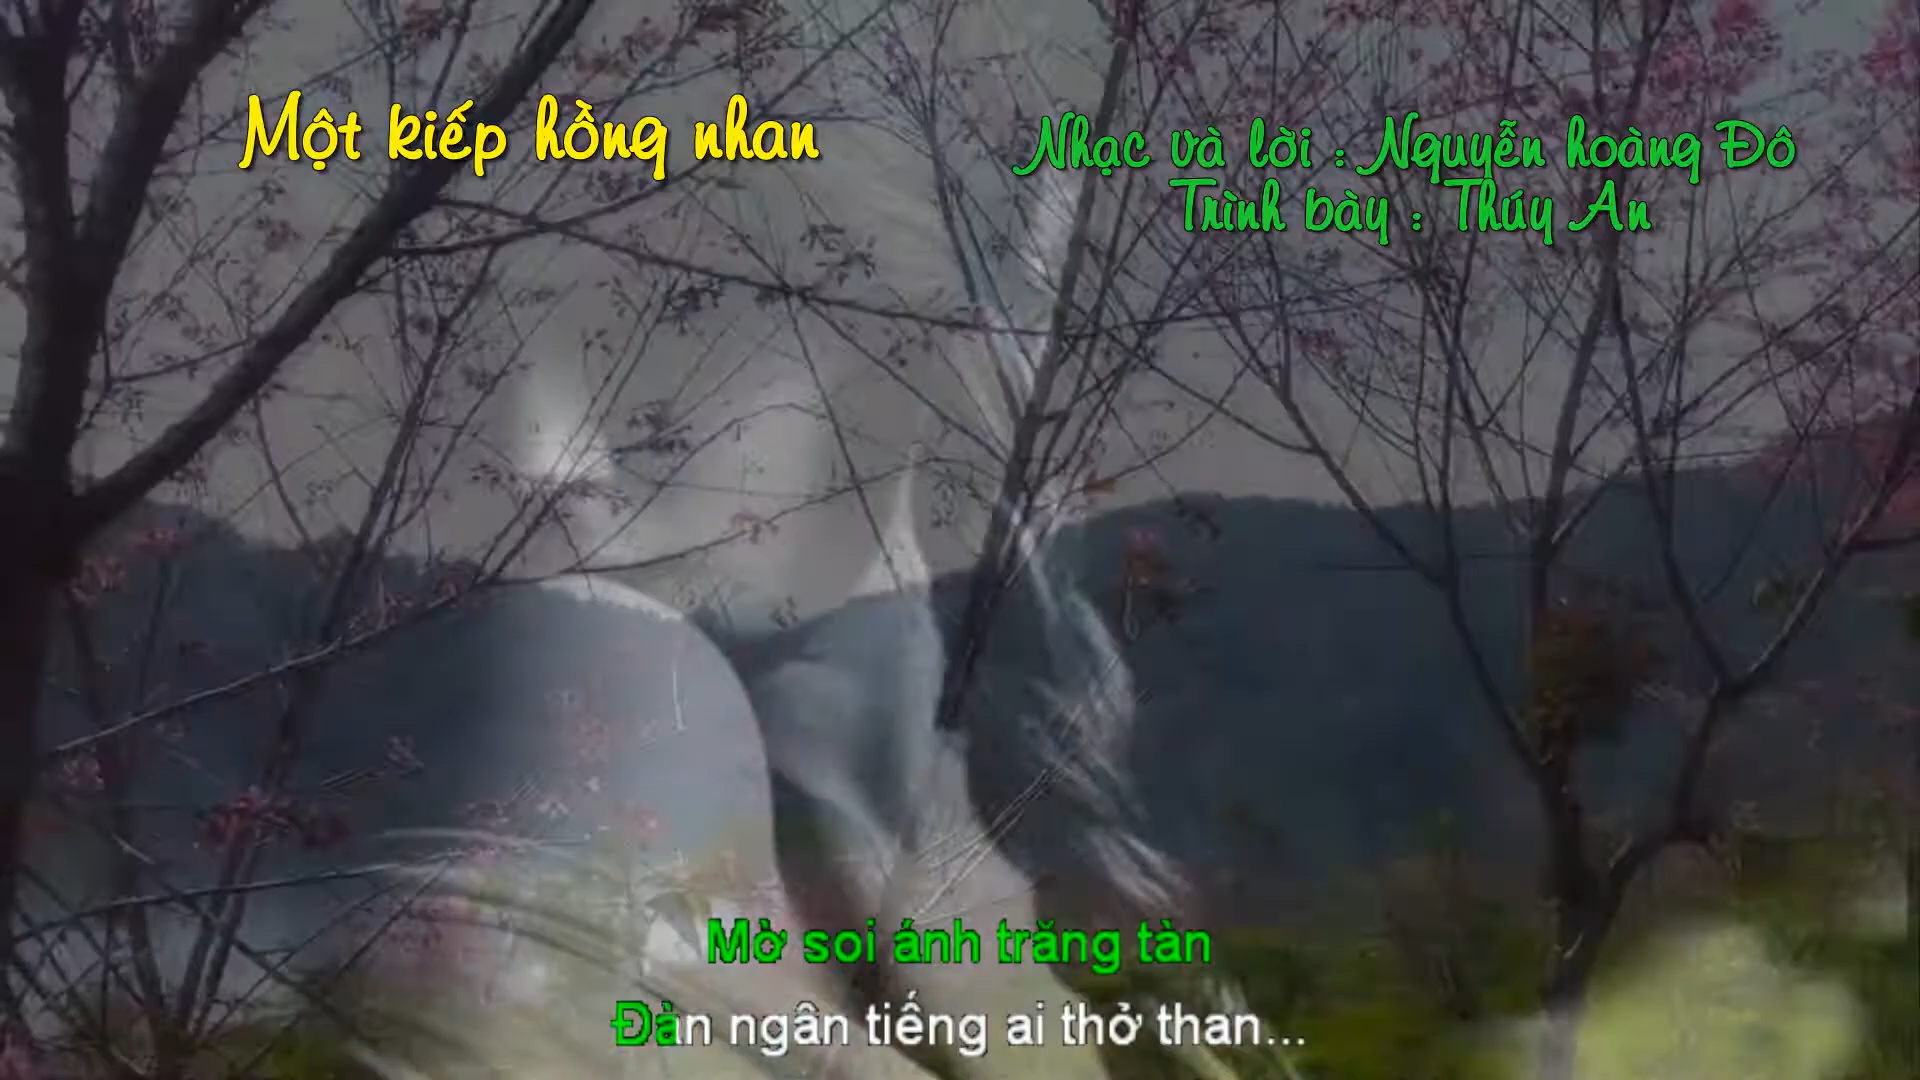 Một kiếp hồng nhan
Nhạc và lời : Nguyễn hoàng Đô
Trình bày : Thúy An
Mờ soi ánh trăng tàn
Đàn ngân tiếng ai thở than...